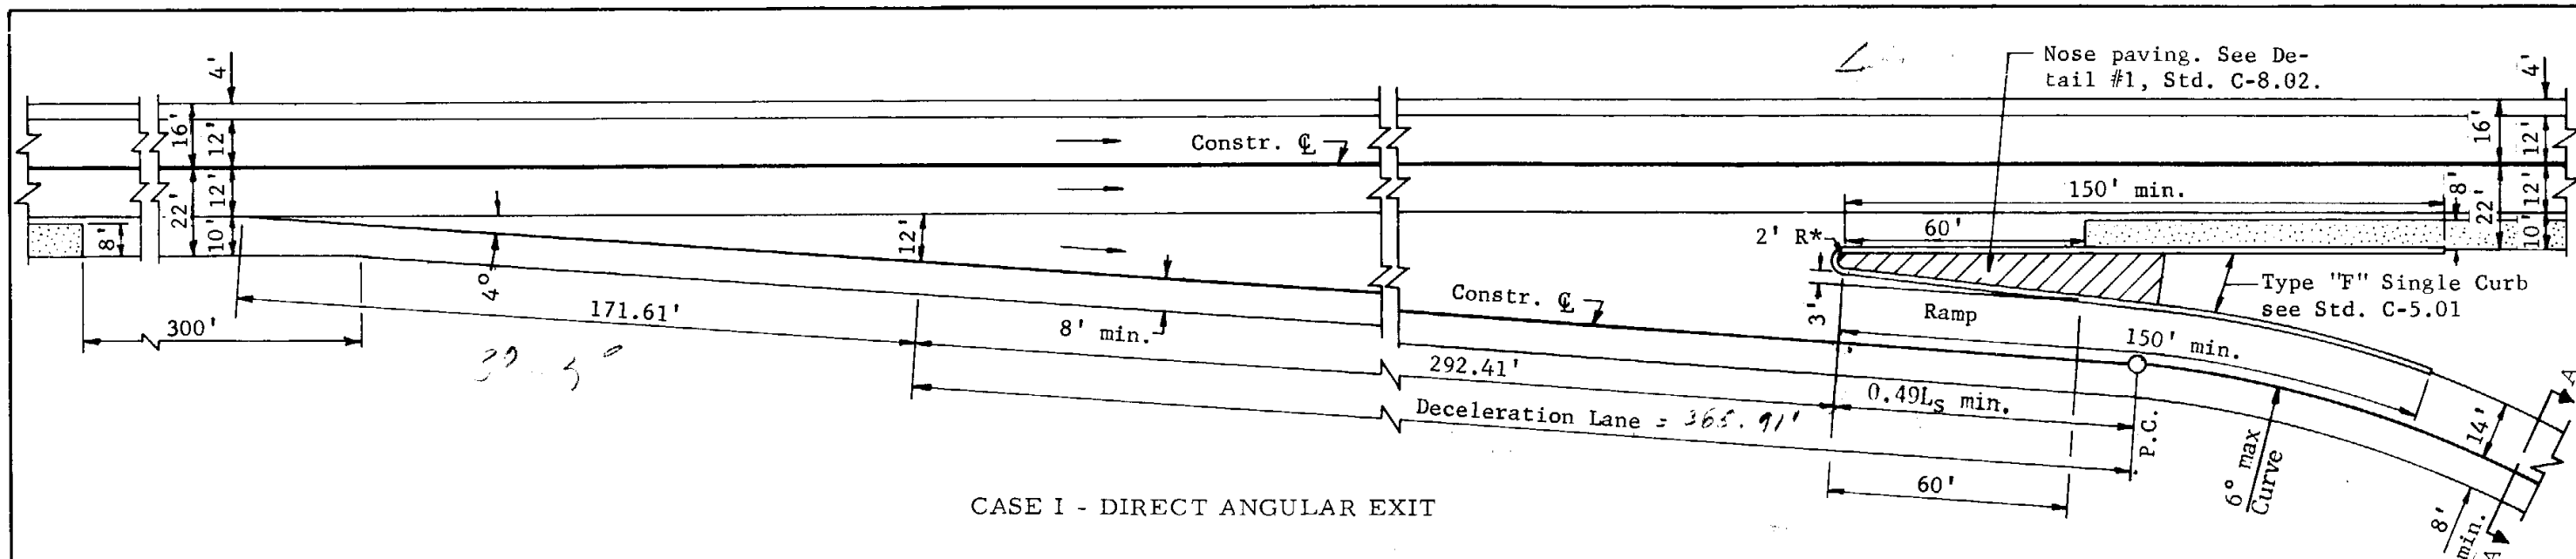 Nose paving. See De-
tail #1, Std. C-8.02.
4'
16'
12'
22'
12'
10'
8'
Constr. ℄
12'
4°
171.61'
300'
8' min.
Constr. ℄
292.41'
Deceleration Lane = 365.91'
0.49Ls min.
P.C.
60'
2' R*
3'
60'
150' min.
Ramp
150' min.
Type "F" Single Curb
see Std. C-5.01
4'
16'
12'
8'
22'
12'
10'
6° max
Curve
14'
8'
min.
A
A
CASE I - DIRECT ANGULAR EXIT